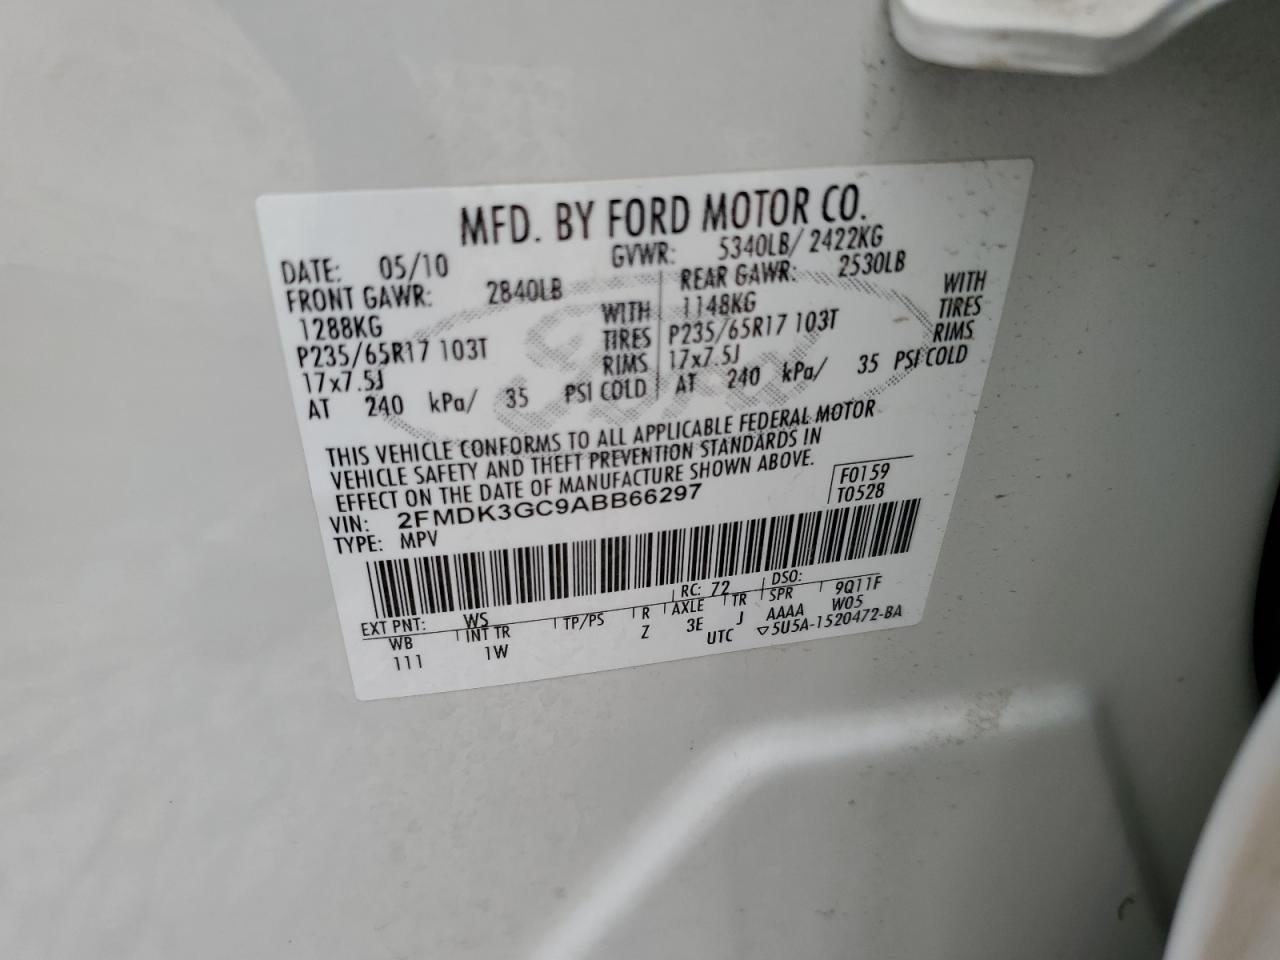 MFD. BY FORD MOTOR CO.
DATE: 05/10 GVWR: 5340LB/ 2422KG
FRONT GAWR: 2840LB REAR GAWR: 2530LB
1288KG WITH 1148KG WITH
P235/65R17 103T TIRES P235/65R17 103T TIRES
17x7.5J RIMS 17x7.5J RIMS
AT 240 kPa/ 35 PSI COLD AT 240 kPa/ 35 PSI COLD
THIS VEHICLE CONFORMS TO ALL APPLICABLE FEDERAL MOTOR
VEHICLE SAFETY AND THEFT PREVENTION STANDARDS IN
EFFECT ON THE DATE OF MANUFACTURE SHOWN ABOVE.
VIN: 2FMDK3GC9ABB66297 F0159
TYPE: MPV T0528
EXT PNT: WS RC: 72 DSO:
WB INT TR TP/PS R AXLE TR SPR 9Q11F
111 1W Z 3E J AAAA W05
UTC ▽5U5A-1520472-BA